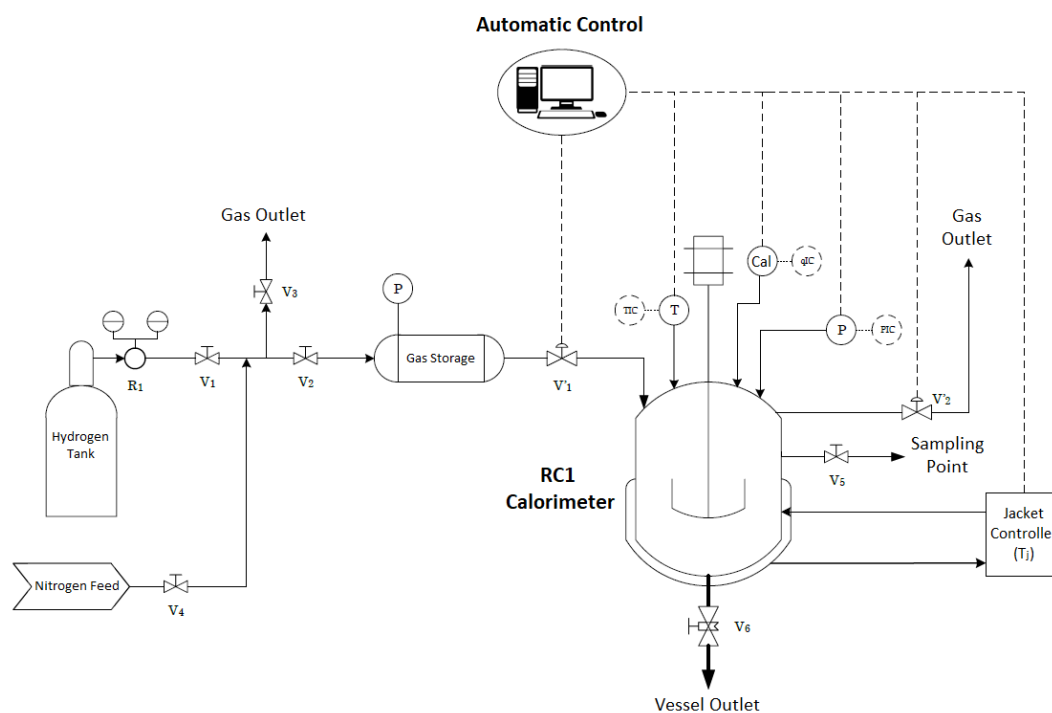 Automatic Control
Gas Outlet
Gas
Outlet
V3
P
Cal
qIC
TIC
T
P
PIC
R1
V1
V2
Gas Storage
V'1
V'2
Hydrogen
Tank
RC1
Calorimeter
V5
Sampling
Point
Jacket
Controlle
(Tj)
Nitrogen Feed
V4
V6
Vessel Outlet